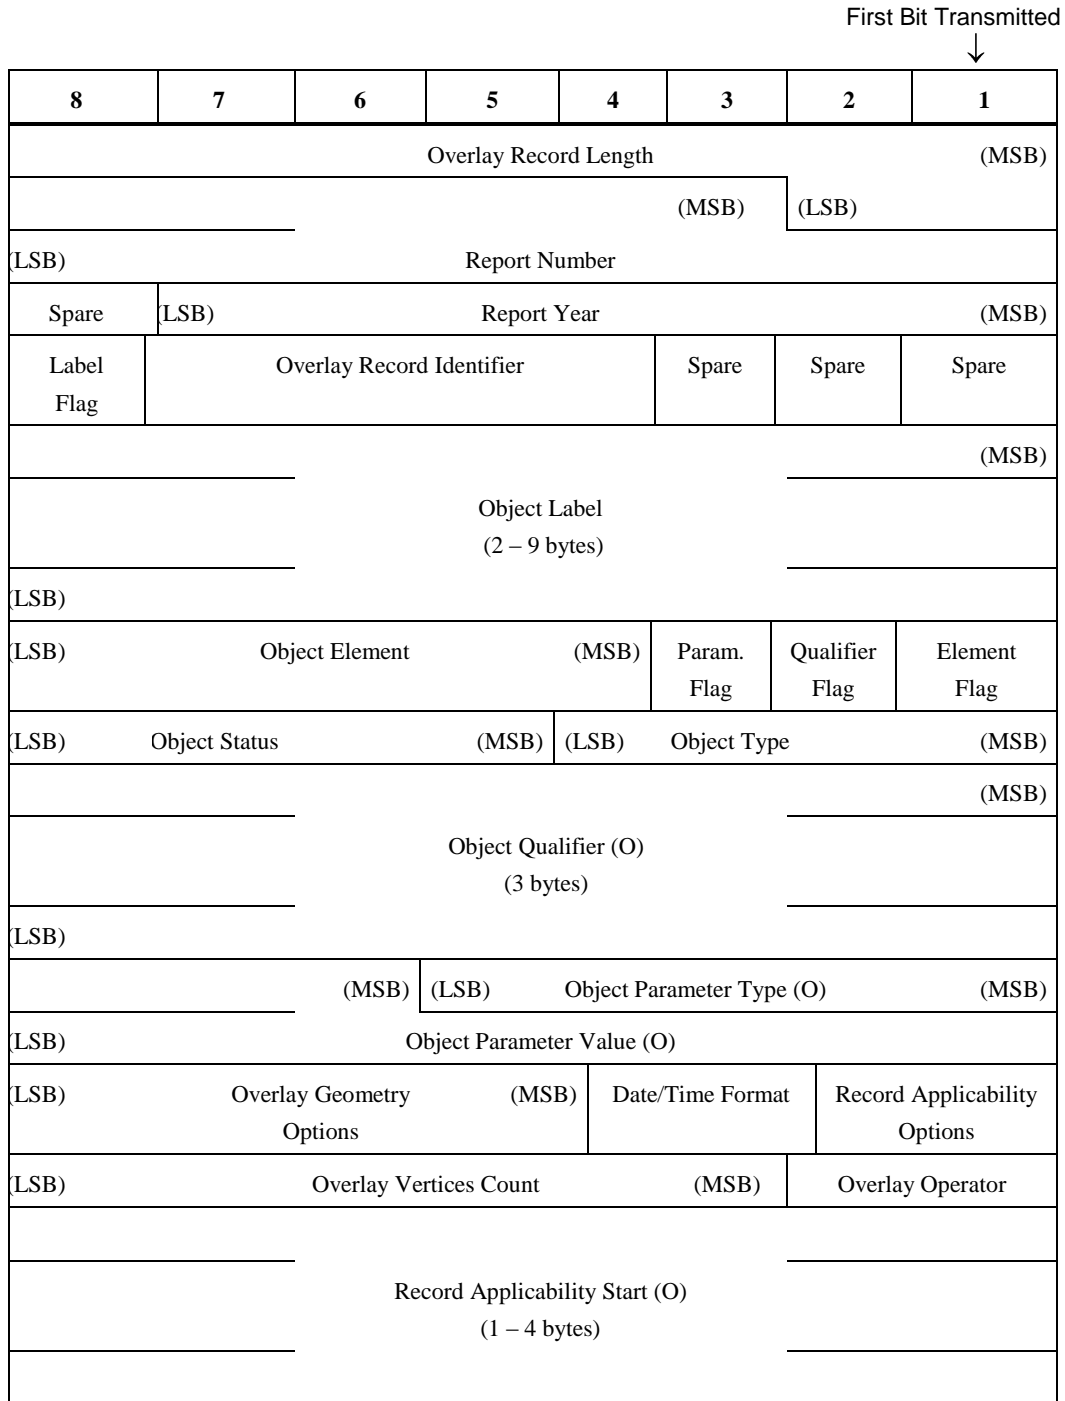 First Bit Transmitted
8 7 6 5 4 3 2 1
Overlay Record Length (MSB)
(MSB) (LSB)
(LSB) Report Number
Spare (LSB) Report Year (MSB)
Label Overlay Record Identifier Spare Spare Spare
Flag
(MSB)
Object Label
(2 – 9 bytes)
(LSB)
(LSB) Object Element (MSB) Param. Qualifier Element
Flag Flag Flag
(LSB) Object Status (MSB) (LSB) Object Type (MSB)
(MSB)
Object Qualifier (O)
(3 bytes)
(LSB)
(MSB) (LSB) Object Parameter Type (O) (MSB)
(LSB) Object Parameter Value (O)
(LSB) Overlay Geometry (MSB) Date/Time Format Record Applicability
Options Options
(LSB) Overlay Vertices Count (MSB) Overlay Operator
Record Applicability Start (O)
(1 – 4 bytes)